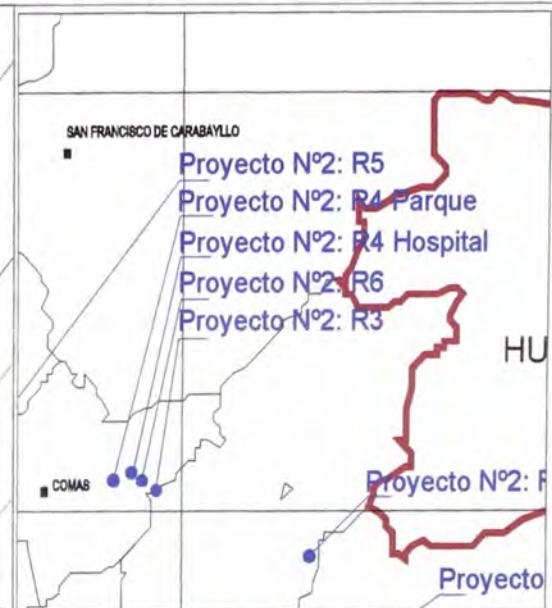 SAN FRANCISCO DE CARABAYLLO
Proyecto Nº2: R5
Proyecto Nº2: R4 Parque
Proyecto Nº2: R4 Hospital
Proyecto Nº2: R6
Proyecto Nº2: R3
HU
COMAS
Proyecto Nº2: R
Proyecto